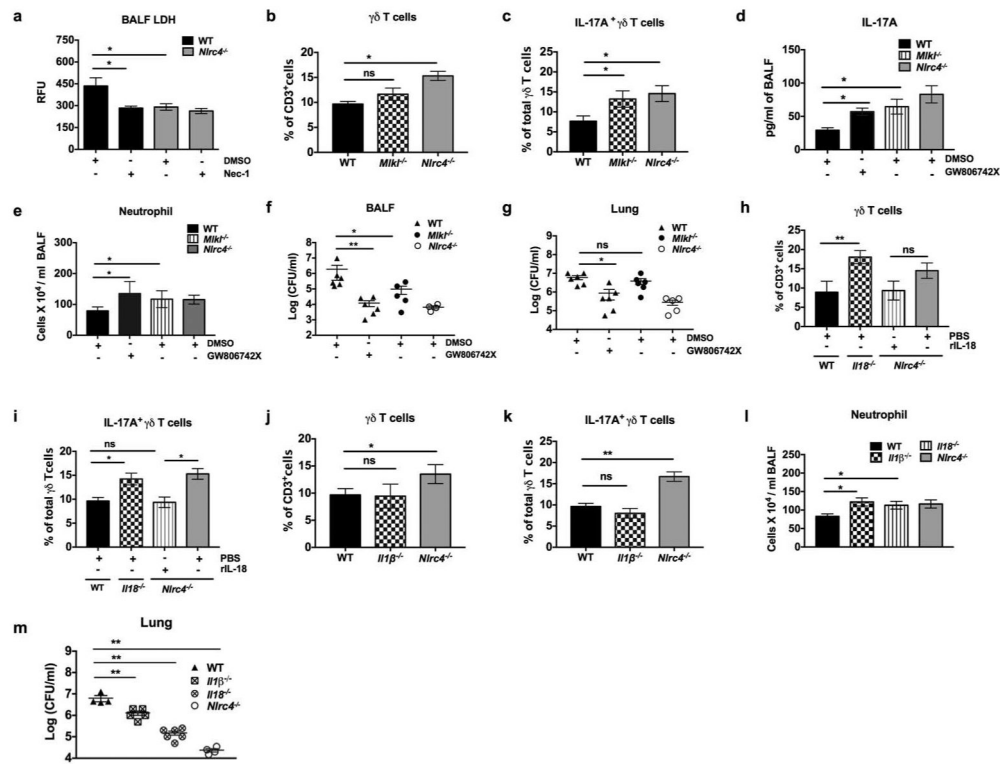 a
BALF LDH
WT
Nlrc4-/-
RFU
750
600
450
300
150
*
*
+ - + - DMSO
- + - + Nec-1
b
γδ T cells
% of CD3+cells
20
15
10
5
0
*
ns
WT Mlkl-/- Nlrc4-/-
c
IL-17A + γδ T cells
% of total γδ T cells
20
15
10
5
0
*
*
WT Mlkl-/- Nlrc4-/-
d
IL-17A
WT
Mlkl-/-
Nlrc4-/-
pg/ml of BALF
150
100
50
0
*
*
+ - + + DMSO
- + - - GW806742X
e
Neutrophil
WT
Mlkl-/-
Nlrc4-/-
Cells X 10⁴ / ml BALF
300
200
100
0
*
*
+ - + + DMSO
- + - - GW806742X
f
BALF
WT
Mlkl-/-
Nlrc4-/-
Log (CFU/ml)
9
8
7
6
5
4
3
2
*
**
+ - + + DMSO
- + - - GW806742X
g
Lung
WT
Mlkl-/-
Nlrc4-/-
Log (CFU/ml)
9
8
7
6
5
4
ns
*
+ - + + DMSO
- + - - GW806742X
h
γδ T cells
% of CD3+ cells
25
20
15
10
5
0
**
ns
+ + - + PBS
- - + - rIL-18
WT Il18-/- Nlrc4-/-
i
IL-17A+ γδ T cells
% of total γδ Tcells
25
20
15
10
5
0
ns
*
*
+ + - + PBS
- - + - rIL-18
WT Il18-/- Nlrc4-/-
j
γδ T cells
% of CD3+cells
20
15
10
5
0
*
ns
WT Il1β-/- Nlrc4-/-
k
IL-17A+ γδ T cells
% of total γδ T cells
25
20
15
10
5
0
**
ns
WT Il1β-/- Nlrc4-/-
l
Neutrophil
WT
Il18-/-
Il1β-/-
Nlrc4-/-
Cells X 10⁴ / ml BALF
300
250
200
150
100
50
0
*
*
m
Lung
WT
Il1β-/-
Il18-/-
Nlrc4-/-
Log (CFU/ml)
9
8
7
6
5
4
**
**
**